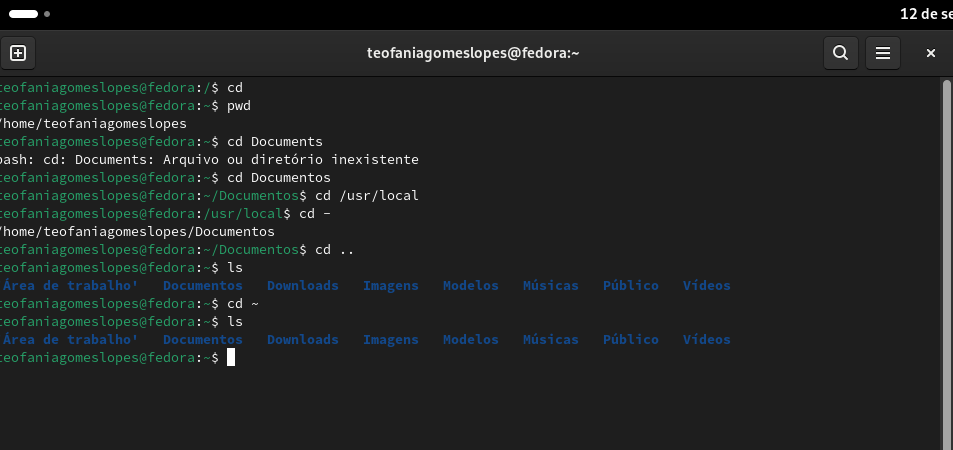 12 de se
teofaniagomeslopes@fedora:~
teofaniagomeslopes@fedora:/$ cd
teofaniagomeslopes@fedora:~$ pwd
/home/teofaniagomeslopes
teofaniagomeslopes@fedora:~$ cd Documents
bash: cd: Documents: Arquivo ou diretório inexistente
teofaniagomeslopes@fedora:~$ cd Documentos
teofaniagomeslopes@fedora:~/Documentos$ cd /usr/local
teofaniagomeslopes@fedora:/usr/local$ cd -
/home/teofaniagomeslopes/Documentos
teofaniagomeslopes@fedora:~/Documentos$ cd ..
teofaniagomeslopes@fedora:~$ ls
'Área de trabalho' Documentos Downloads Imagens Modelos Músicas Público Vídeos
teofaniagomeslopes@fedora:~$ cd ~
teofaniagomeslopes@fedora:~$ ls
'Área de trabalho' Documentos Downloads Imagens Modelos Músicas Público Vídeos
teofaniagomeslopes@fedora:~$